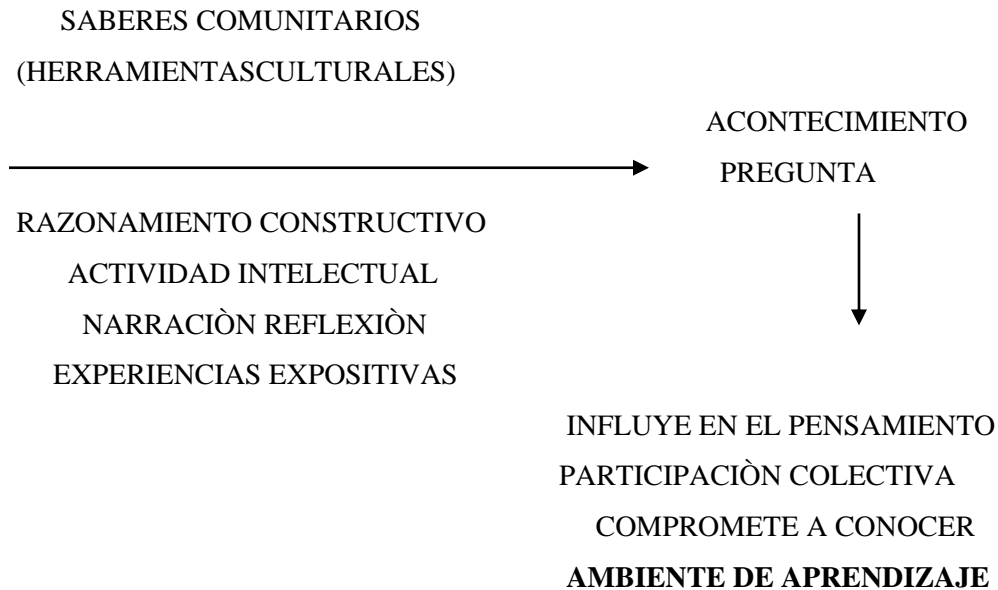 SABERES COMUNITARIOS
(HERRAMIENTASCULTURALES)
ACONTECIMIENTO
PREGUNTA
RAZONAMIENTO CONSTRUCTIVO
ACTIVIDAD INTELECTUAL
NARRACIÒN REFLEXIÒN
EXPERIENCIAS EXPOSITIVAS
INFLUYE EN EL PENSAMIENTO
PARTICIPACIÒN COLECTIVA
COMPROMETE A CONOCER
AMBIENTE DE APRENDIZAJE